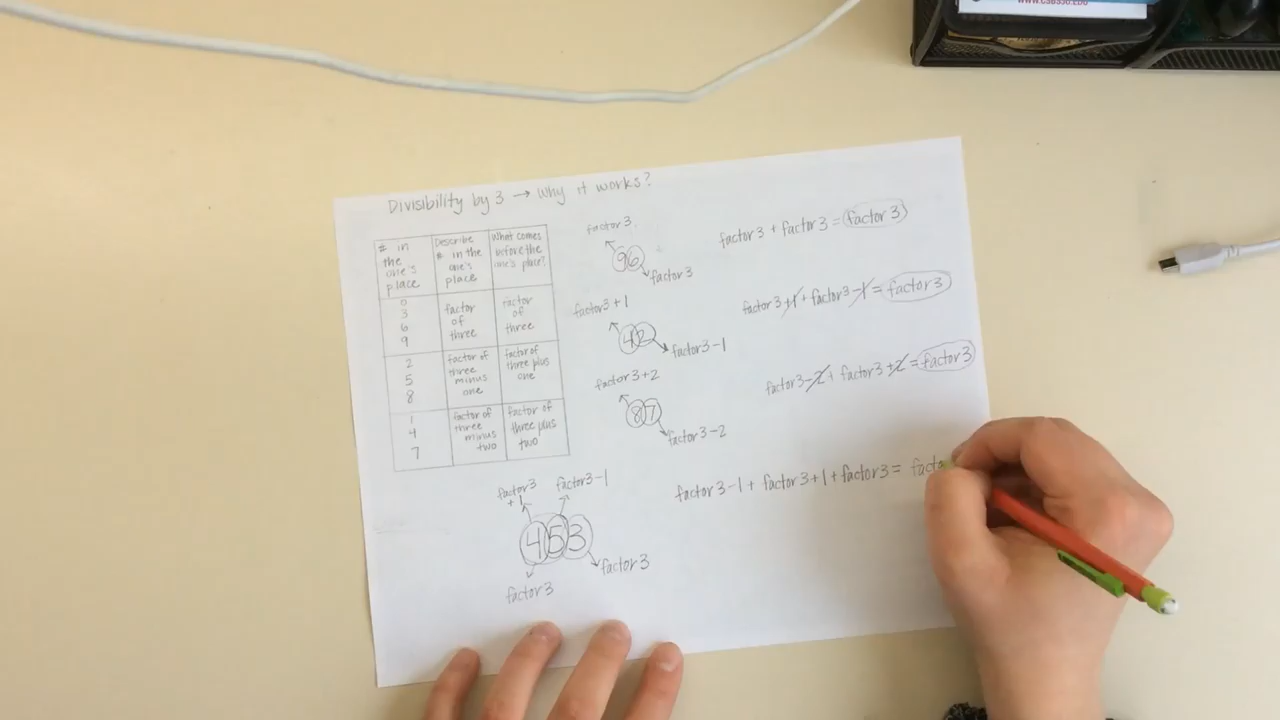 WWW.CSB360.EDU
Divisibility by 3 → Why it works?
# in the one's place
Describe # in the one's place
What comes before the one's place?
0
3
6
9
factor of three
factor of three
2
5
8
factor of three minus one
factor of three plus one
1
4
7
factor of three minus two
factor of three plus two
factor 3
96
factor 3
factor 3+1
42
factor 3-1
factor 3+2
87
factor 3-2
factor 3 + factor 3 = factor 3
factor 3+1 + factor 3-1 = factor 3
factor 3-2 + factor 3+2 = factor 3
factor 3-1 + factor 3+1 + factor 3 = facto
factor 3 +1
factor 3-1
453
factor 3
factor 3